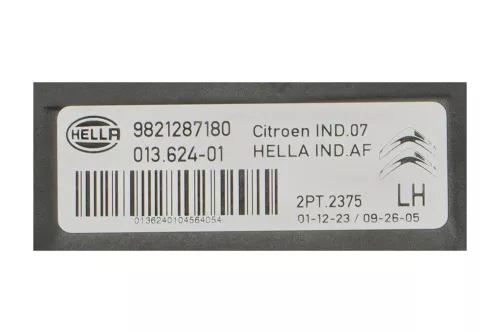 HELLA
9821287180 Citroen IND.07
013.624-01 HELLA IND.AF
2PT.2375 LH
0136240104564054
01-12-23 / 09-26-05